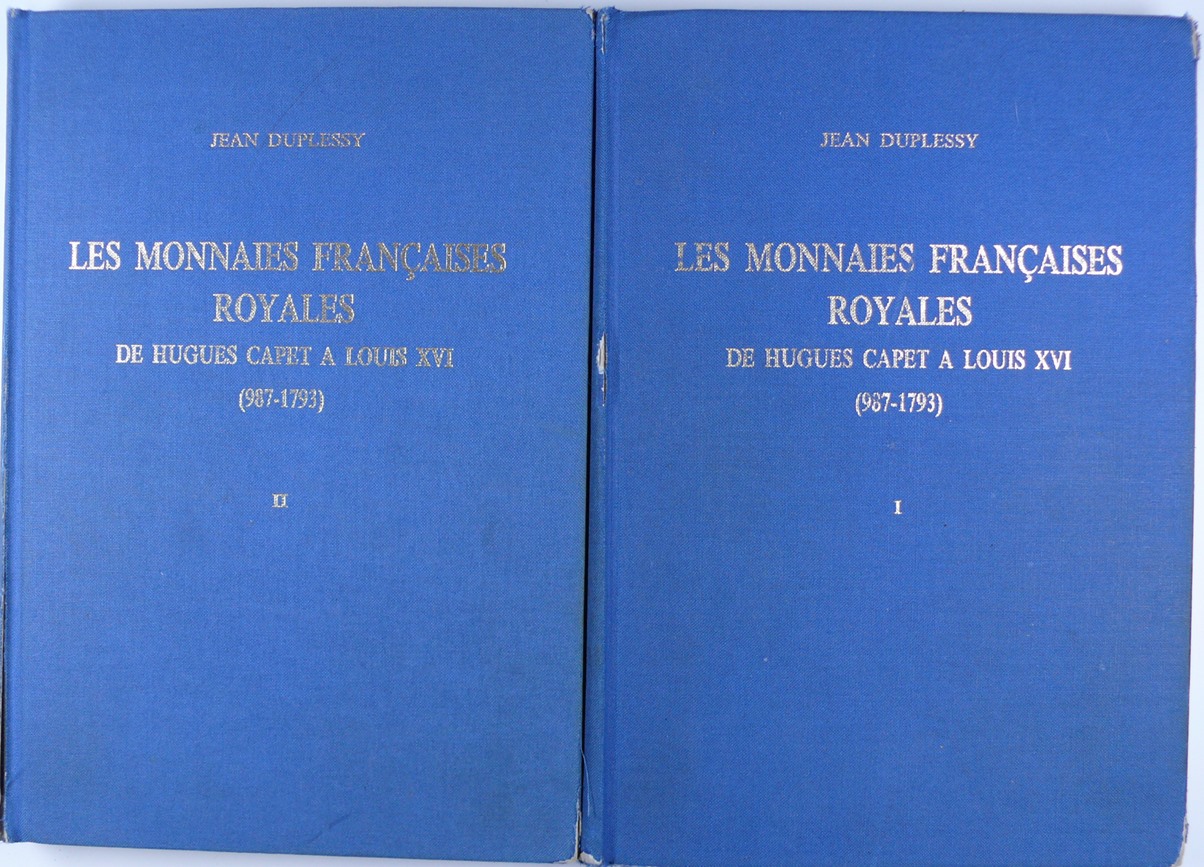 JEAN DUPLESSY
LES MONNAIES FRANÇAISES
ROYALES
DE HUGUES CAPET A LOUIS XVI
(987-1793)
II
JEAN DUPLESSY
LES MONNAIES FRANÇAISES
ROYALES
DE HUGUES CAPET A LOUIS XVI
(987-1793)
I